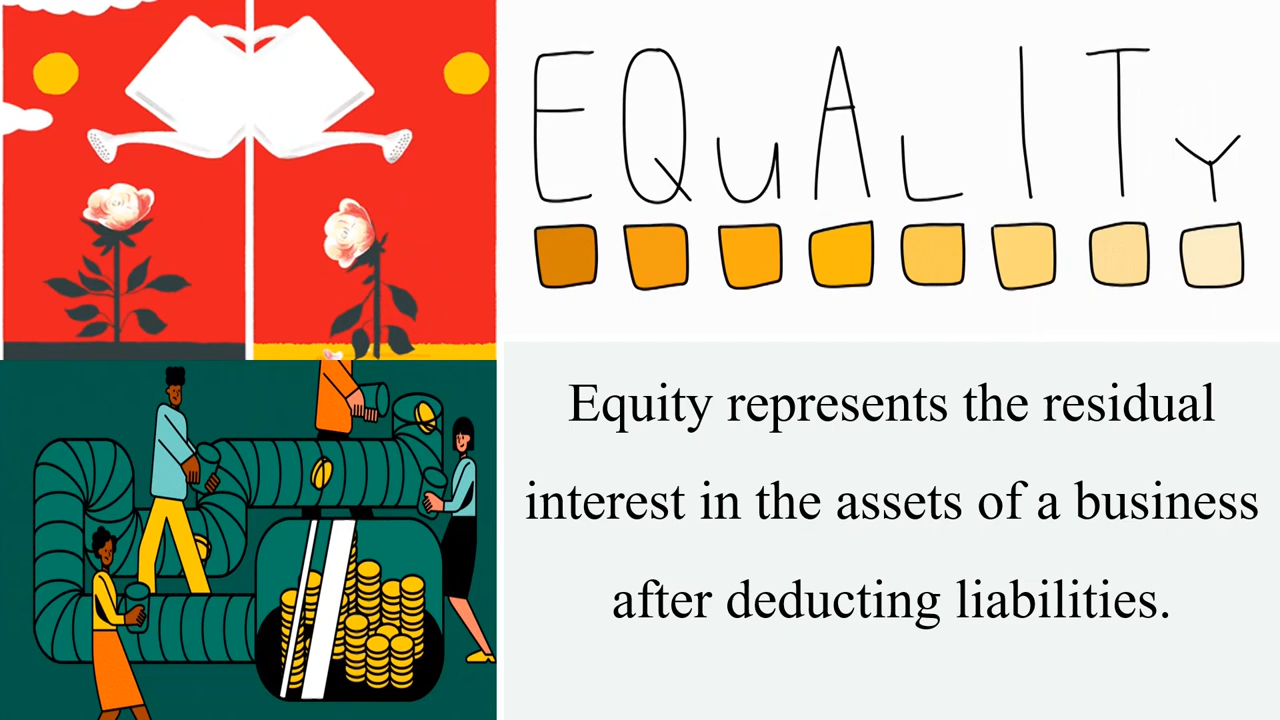 EQuALITy
Equity represents the residual
interest in the assets of a business
after deducting liabilities.